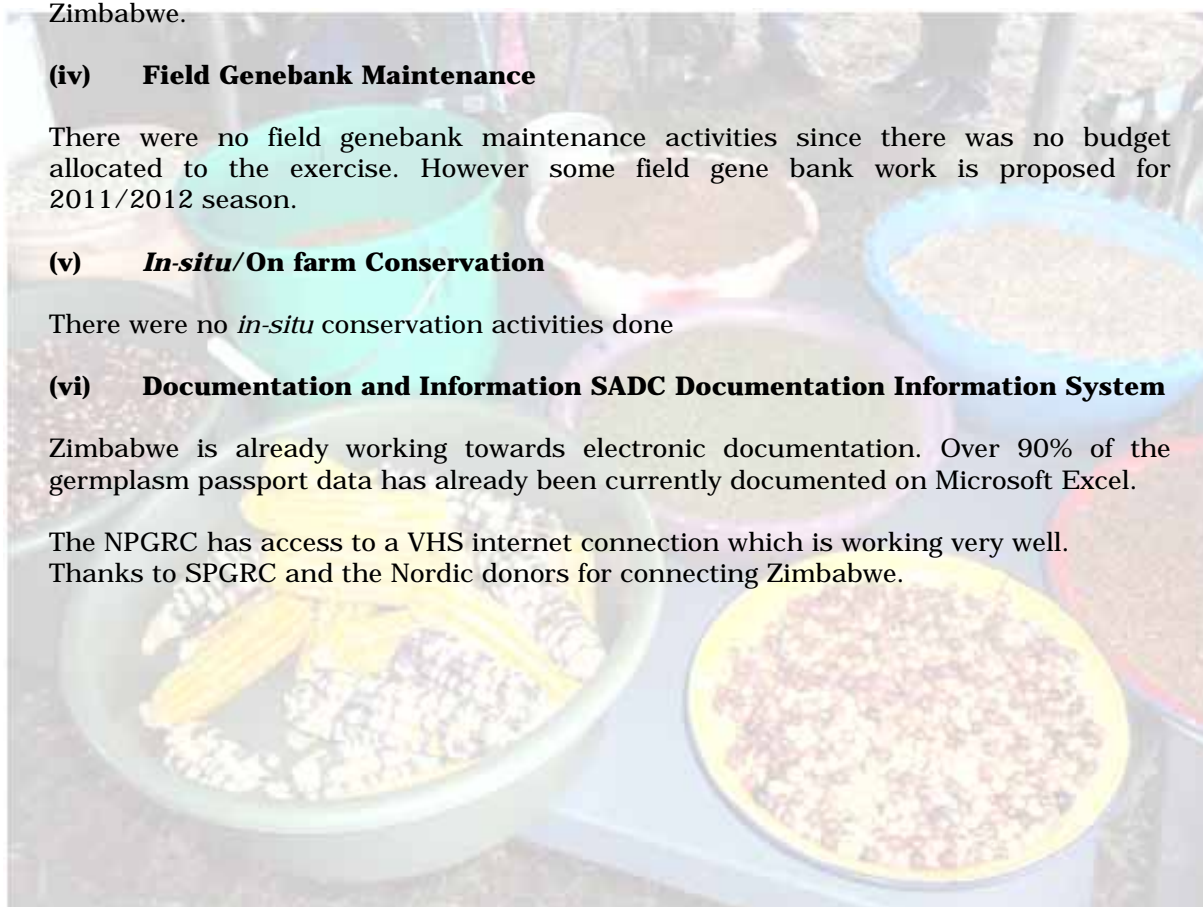 Zimbabwe.
(iv) Field Genebank Maintenance
There were no field genebank maintenance activities since there was no budget
allocated to the exercise. However some field gene bank work is proposed for
2011/2012 season.
(v) In-situ/On farm Conservation
There were no in-situ conservation activities done
(vi) Documentation and Information SADC Documentation Information System
Zimbabwe is already working towards electronic documentation. Over 90% of the
germplasm passport data has already been currently documented on Microsoft Excel.
The NPGRC has access to a VHS internet connection which is working very well.
Thanks to SPGRC and the Nordic donors for connecting Zimbabwe.